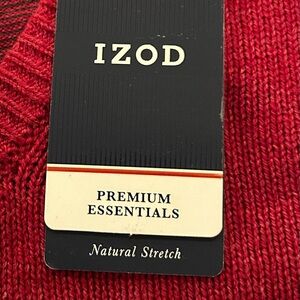 IZOD
PREMIUM
ESSENTIALS
Natural Stretch